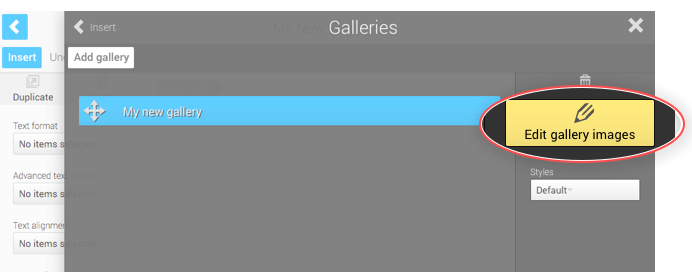 Insert
My new
Galleries
Insert
Un
Add gallery
Duplicate
My new gallery
Edit gallery images
Text format
No items s
Advanced te
No items s
Text alignme
No items s
Styles
Default